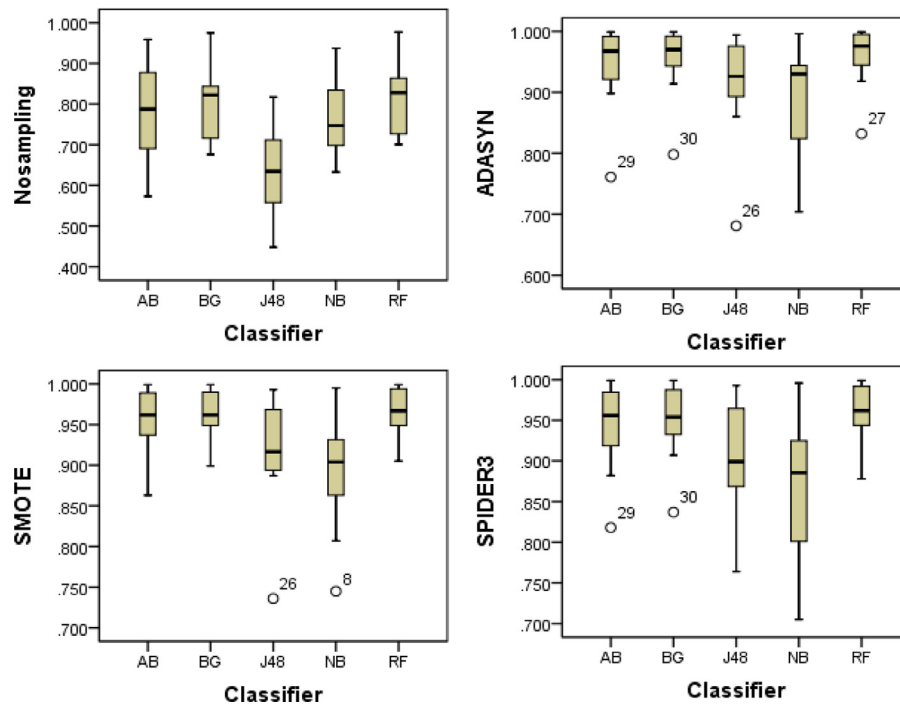 Nosampling
1.000
.900
.800
.700
.600
.500
.400
AB BG J48 NB RF
Classifier
ADASYN
1.000
.900
.800
.700
.600
29
30
26
27
AB BG J48 NB RF
Classifier
SMOTE
1.000
.950
.900
.850
.800
.750
.700
26
8
AB BG J48 NB RF
Classifier
SPIDER3
1.000
.950
.900
.850
.800
.750
.700
29
30
AB BG J48 NB RF
Classifier